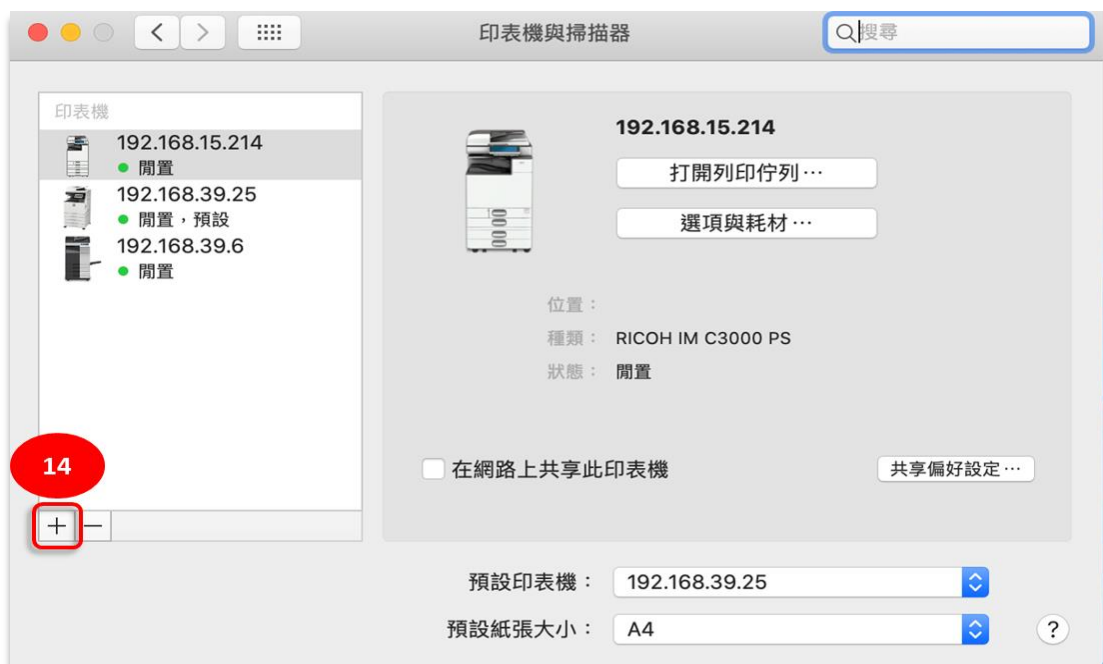 印表機與掃描器
搜尋
印表機
192.168.15.214
閒置
192.168.39.25
閒置，預設
192.168.39.6
閒置
14
+ −
192.168.15.214
打開列印佇列⋯
選項與耗材⋯
位置：
種類： RICOH IM C3000 PS
狀態： 閒置
在網路上共享此印表機
共享偏好設定⋯
預設印表機： 192.168.39.25
預設紙張大小： A4
?